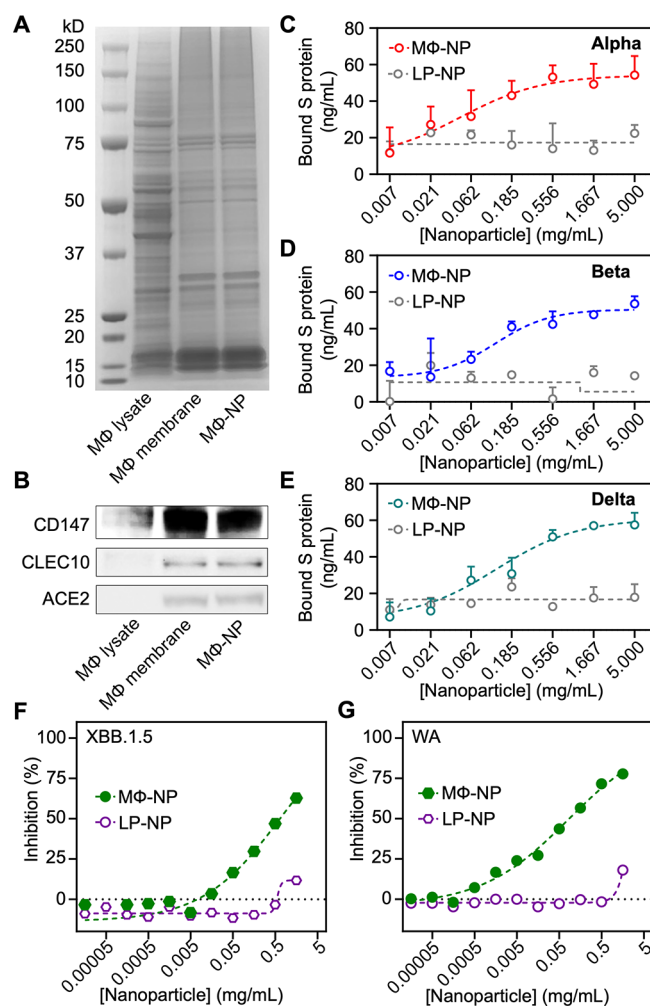 A
kD
250
150
100
75
50
37
25
20
15
10
MΦ lysate
MΦ membrane
MΦ-NP
B
CD147
CLEC10
ACE2
MΦ lysate
MΦ membrane
MΦ-NP
C
MΦ-NP
LP-NP
Alpha
Bound S protein
(ng/mL)
60
40
20
0
0.007
0.021
0.062
0.185
0.556
1.667
5.000
[Nanoparticle] (mg/mL)
D
MΦ-NP
LP-NP
Beta
Bound S protein
(ng/mL)
60
40
20
0
0.007
0.021
0.062
0.185
0.556
1.667
5.000
[Nanoparticle] (mg/mL)
E
MΦ-NP
LP-NP
Delta
Bound S protein
(ng/mL)
60
40
20
0
0.007
0.021
0.062
0.185
0.556
1.667
5.000
[Nanoparticle] (mg/mL)
F
XBB.1.5
MΦ-NP
LP-NP
Inhibition (%)
100
75
50
25
0
0.00005
0.0005
0.005
0.05
0.5
5
[Nanoparticle] (mg/mL)
G
WA
MΦ-NP
LP-NP
Inhibition (%)
100
75
50
25
0
0.00005
0.0005
0.005
0.05
0.5
5
[Nanoparticle] (mg/mL)